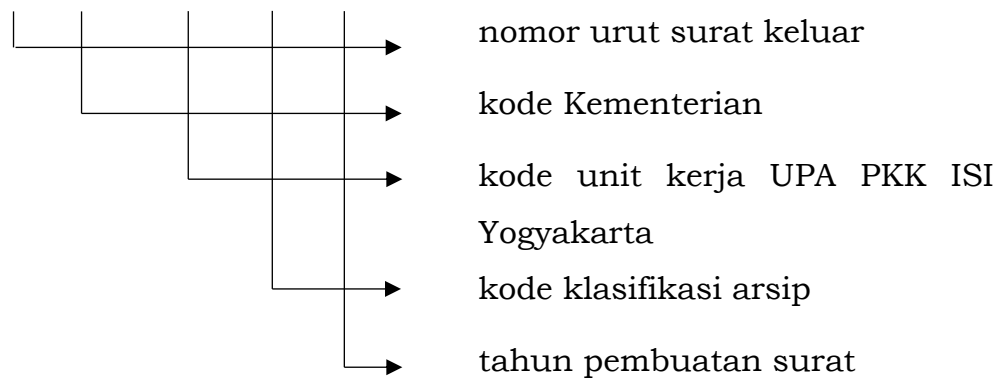 nomor urut surat keluar
kode Kementerian
kode unit kerja UPA PKK ISI
Yogyakarta
kode klasifikasi arsip
tahun pembuatan surat